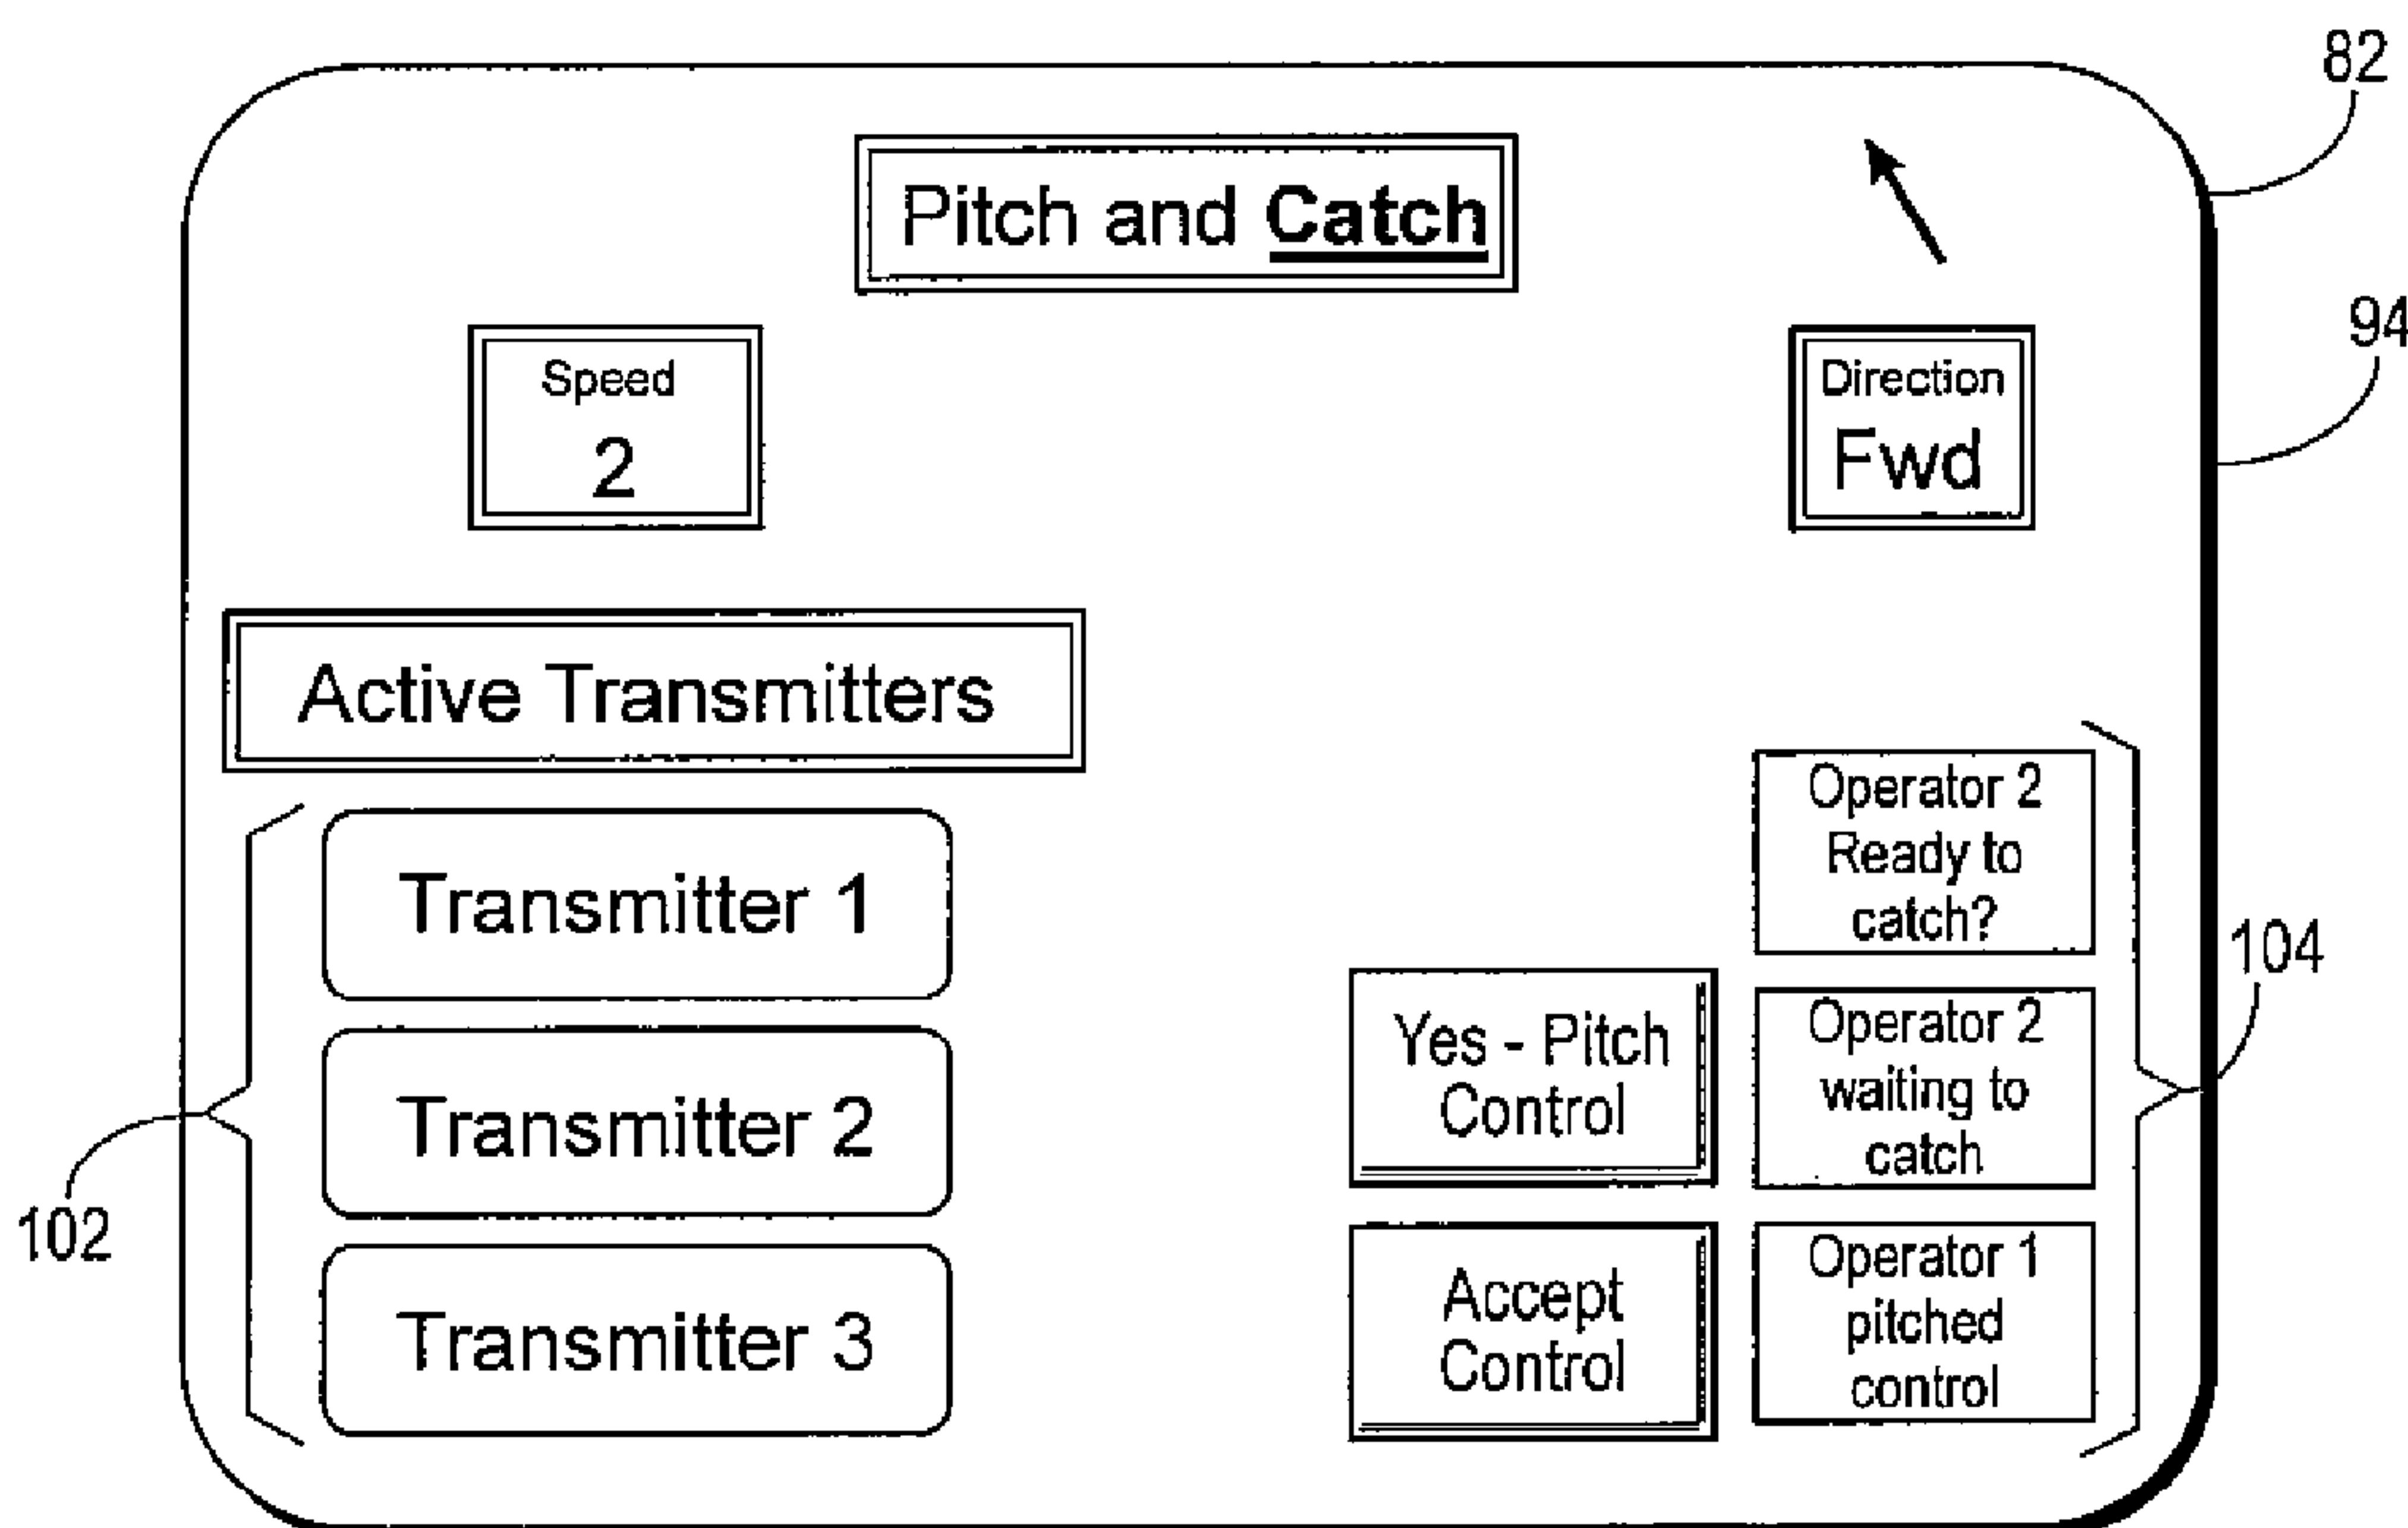 82
Pitch and Catch
94
Speed
2
Direction
Fwd
Active Transmitters
Transmitter 1
Transmitter 2
Transmitter 3
102
Yes - Pitch
Control
Accept
Control
Operator 2
Ready to
catch?
Operator 2
waiting to
catch
Operator 1
pitched
control
104